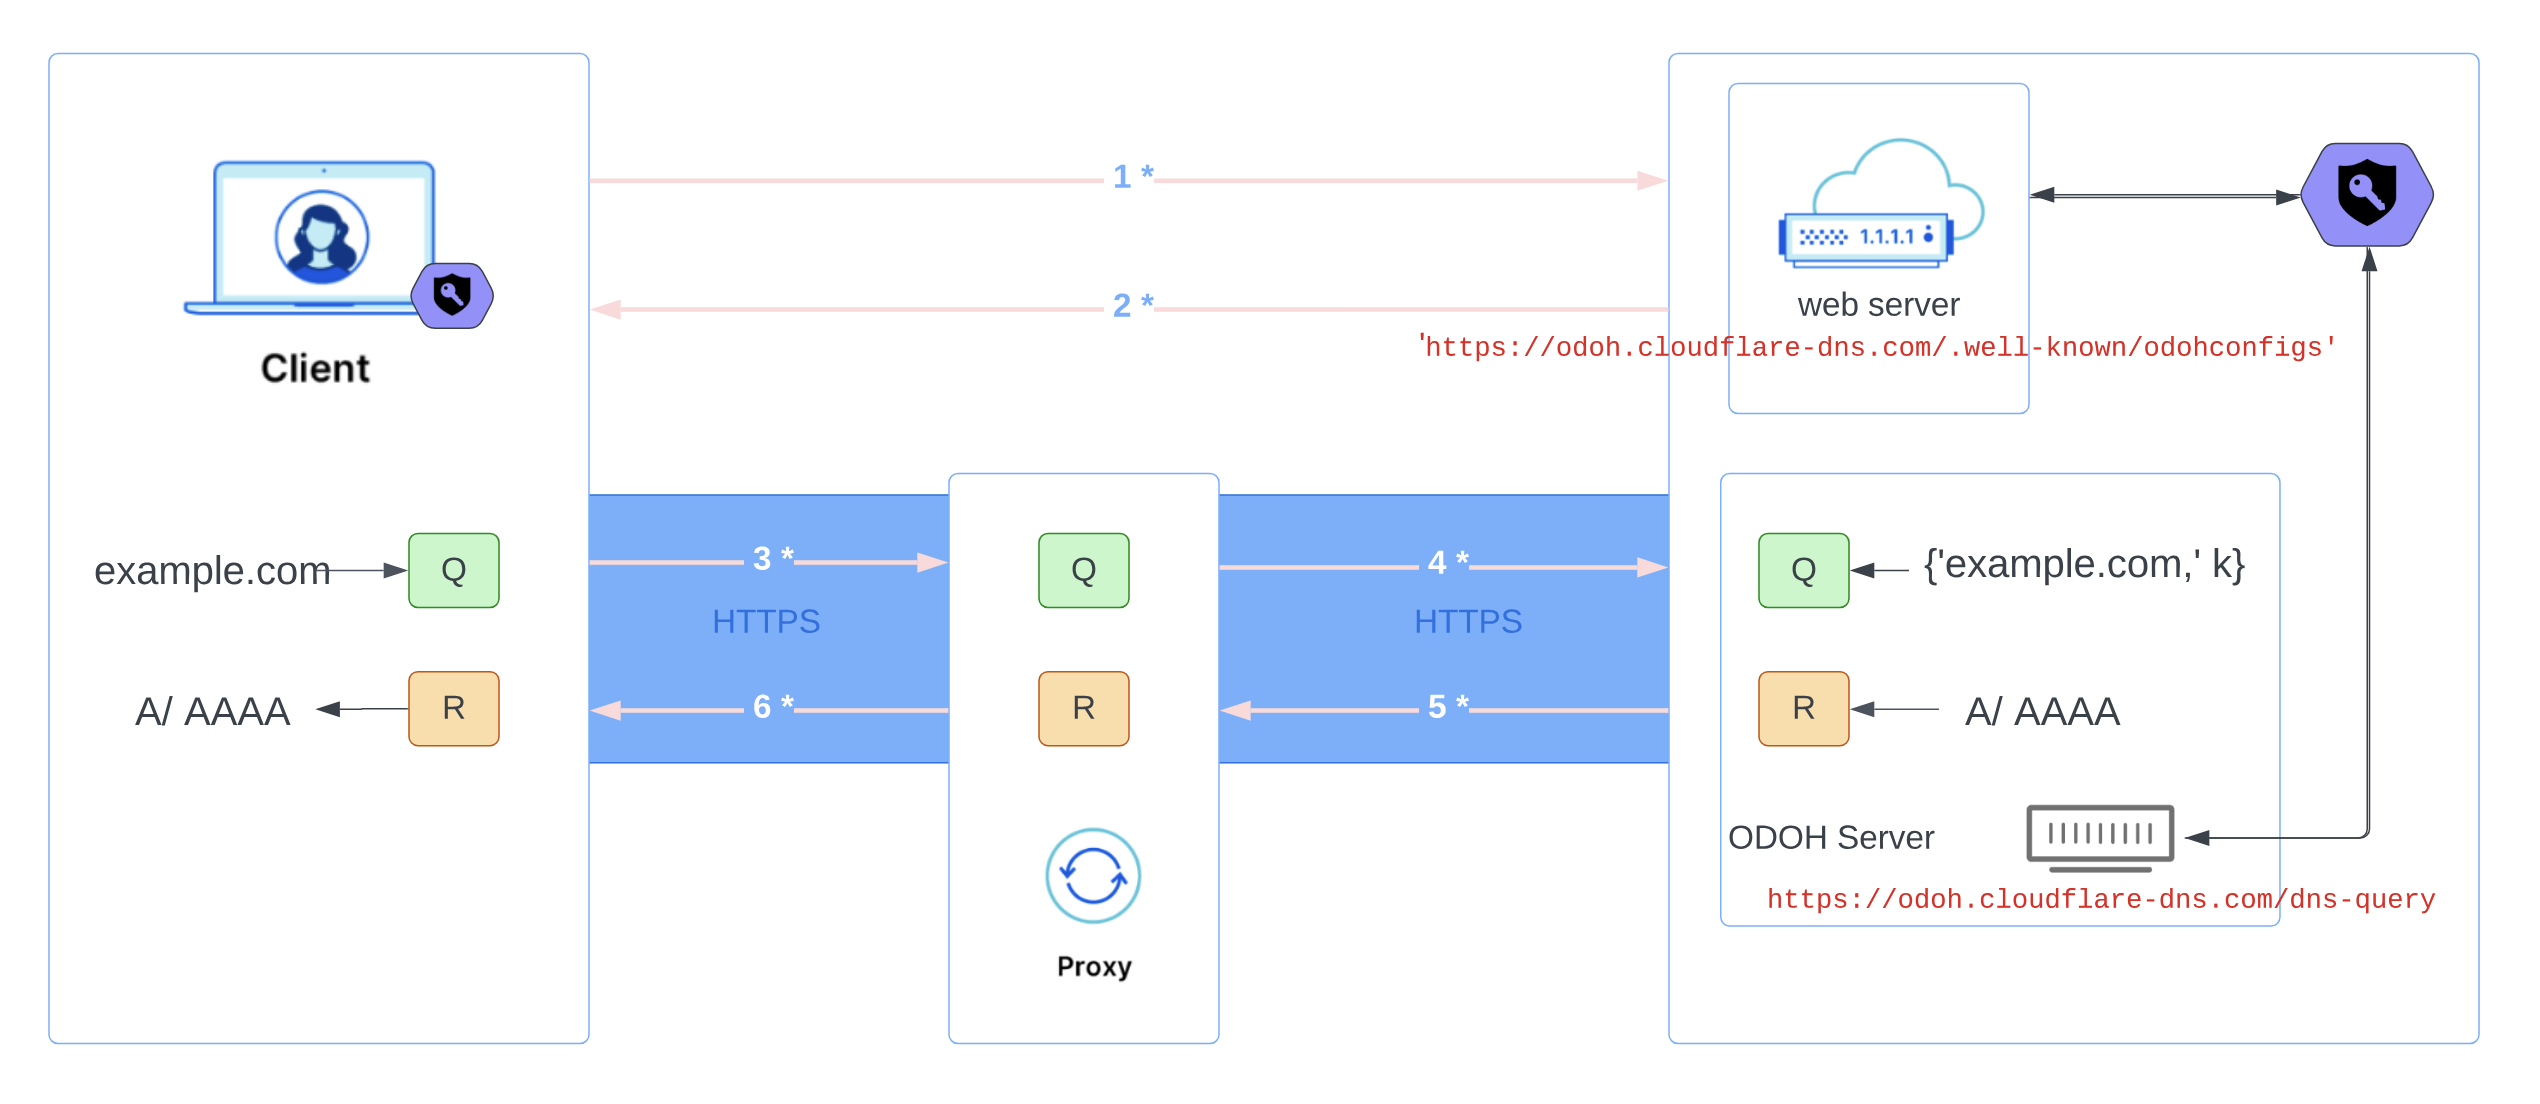 1 *
1.1.1.1
2 *
web server
'https://odoh.cloudflare-dns.com/.well-known/odohconfigs'
Client
example.com
Q
3 *
Q
4 *
Q
{'example.com,' k}
HTTPS
HTTPS
A/ AAAA
R
6 *
R
5 *
R
A/ AAAA
ODOH Server
https://odoh.cloudflare-dns.com/dns-query
Proxy